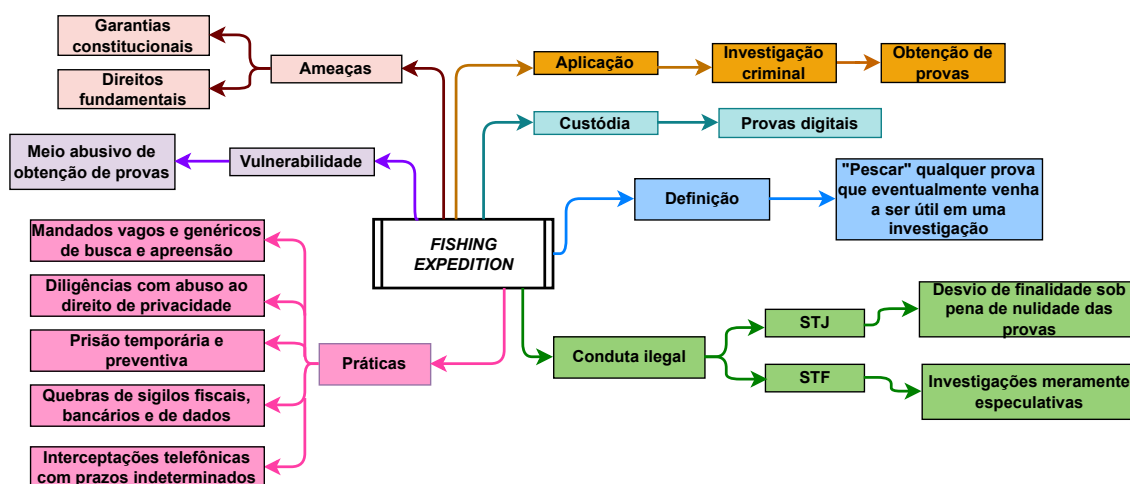 Garantias
constitucionais
Direitos
fundamentais
Ameaças
Aplicação
Investigação
criminal
Obtenção de
provas
Custódia
Provas digitais
Meio abusivo de
obtenção de provas
Vulnerabilidade
Definição
"Pescar" qualquer prova
que eventualmente venha
a ser útil em uma
investigação
FISHING
EXPEDITION
Mandados vagos e genéricos
de busca e apreensão
Diligências com abuso ao
direito de privacidade
Prisão temporária e
preventiva
Quebras de sigilos fiscais,
bancários e de dados
Interceptações telefônicas
com prazos indeterminados
Práticas
Conduta ilegal
STJ
Desvio de finalidade sob
pena de nulidade das
provas
STF
Investigações meramente
especulativas